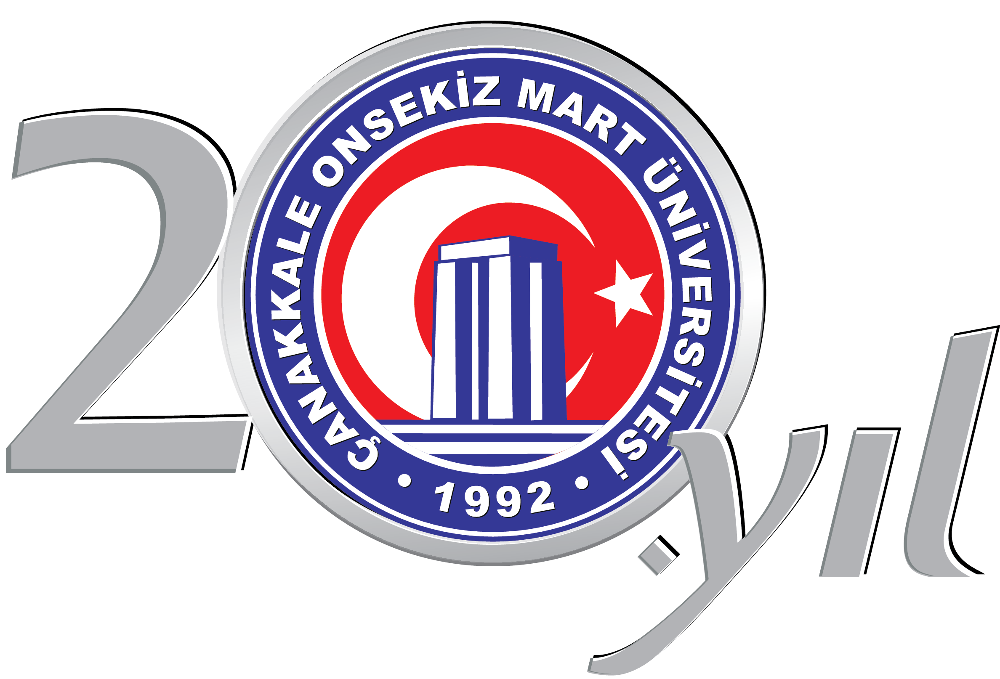 20.yıl
ÇANAKKALE ONSEKİZ MART ÜNİVERSİTESİ
• 1992 •